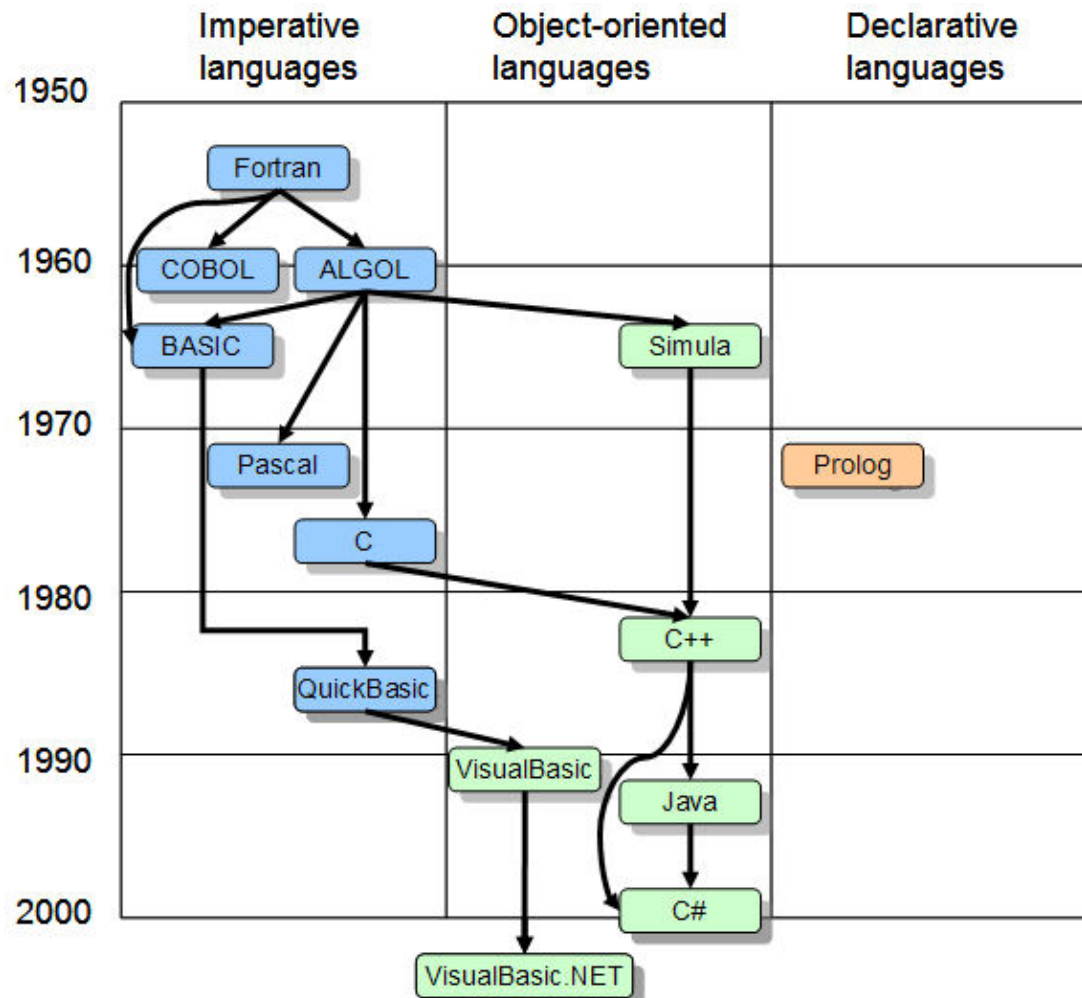 Imperative
languages
Object-oriented
languages
Declarative
languages
1950
Fortran
1960
COBOL
ALGOL
BASIC
Simula
1970
Pascal
Prolog
C
1980
C++
QuickBasic
1990
VisualBasic
Java
2000
C#
VisualBasic.NET